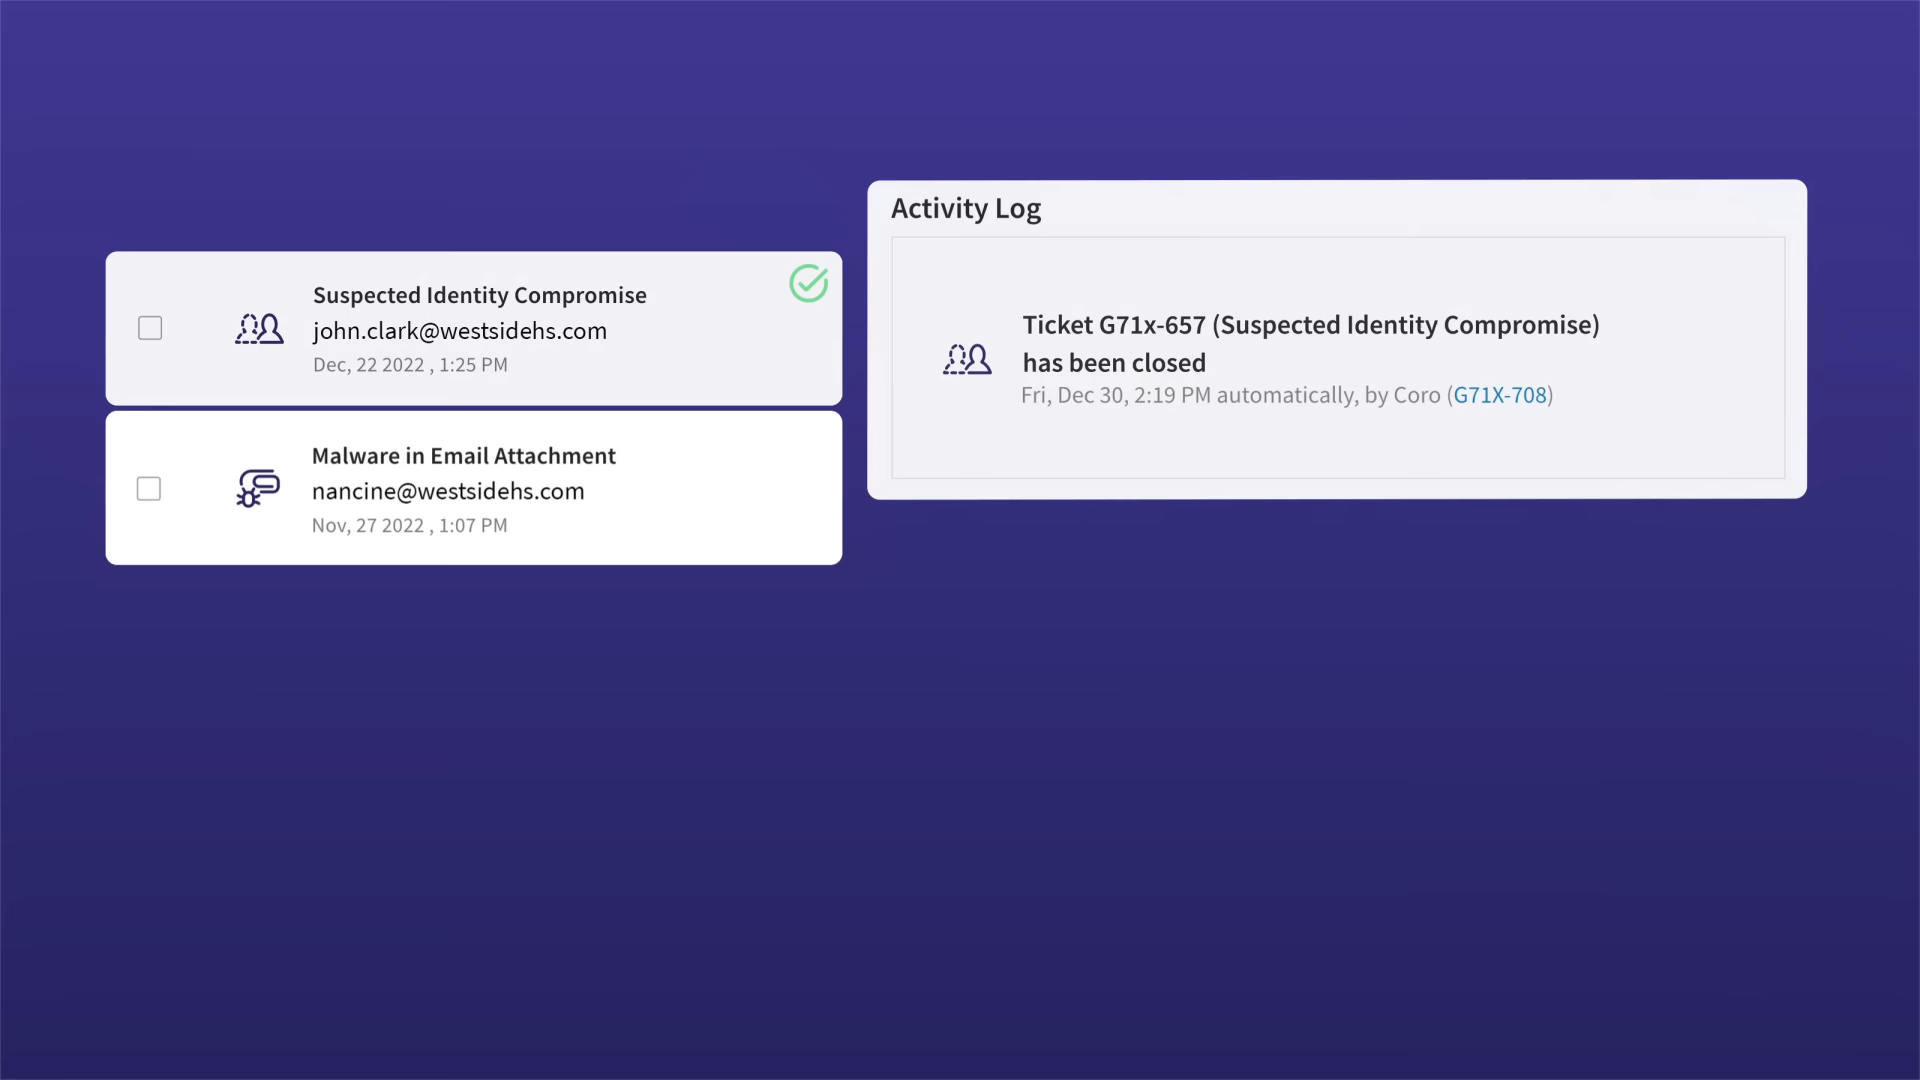 Suspected Identity Compromise
john.clark@westsidehs.com
Dec, 22 2022 , 1:25 PM
Malware in Email Attachment
nancine@westsidehs.com
Nov, 27 2022 , 1:07 PM
Activity Log
Ticket G71x-657 (Suspected Identity Compromise)
has been closed
Fri, Dec 30, 2:19 PM automatically, by Coro (G71X-708)